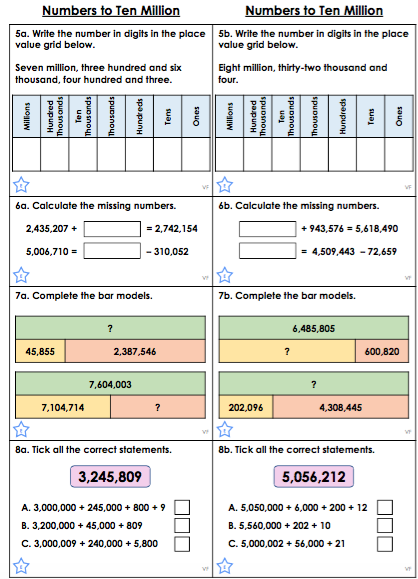 Numbers to Ten Million
5a. Write the number in digits in the place
value grid below.
Seven million, three hundred and six
thousand, four hundred and three.
Millions
Hundred
Thousands
Ten
Thousands
Thousands
Hundreds
Tens
Ones
VF
6a. Calculate the missing numbers.
2,435,207 + = 2,742,154
5,006,710 = − 310,052
VF
7a. Complete the bar models.
?
45,855 2,387,546
7,604,003
7,104,714 ?
VF
8a. Tick all the correct statements.
3,245,809
A. 3,000,000 + 245,000 + 800 + 9
B. 3,200,000 + 45,000 + 809
C. 3,000,009 + 240,000 + 5,800
VF
Numbers to Ten Million
5b. Write the number in digits in the place
value grid below.
Eight million, thirty-two thousand and
four.
Millions
Hundred
Thousands
Ten
Thousands
Thousands
Hundreds
Tens
Ones
VF
6b. Calculate the missing numbers.
+ 943,576 = 5,618,490
= 4,509,443 − 72,659
VF
7b. Complete the bar models.
6,485,805
? 600,820
?
202,096 4,308,445
VF
8b. Tick all the correct statements.
5,056,212
A. 5,050,000 + 6,000 + 200 + 12
B. 5,560,000 + 202 + 10
C. 5,000,002 + 56,000 + 21
VF